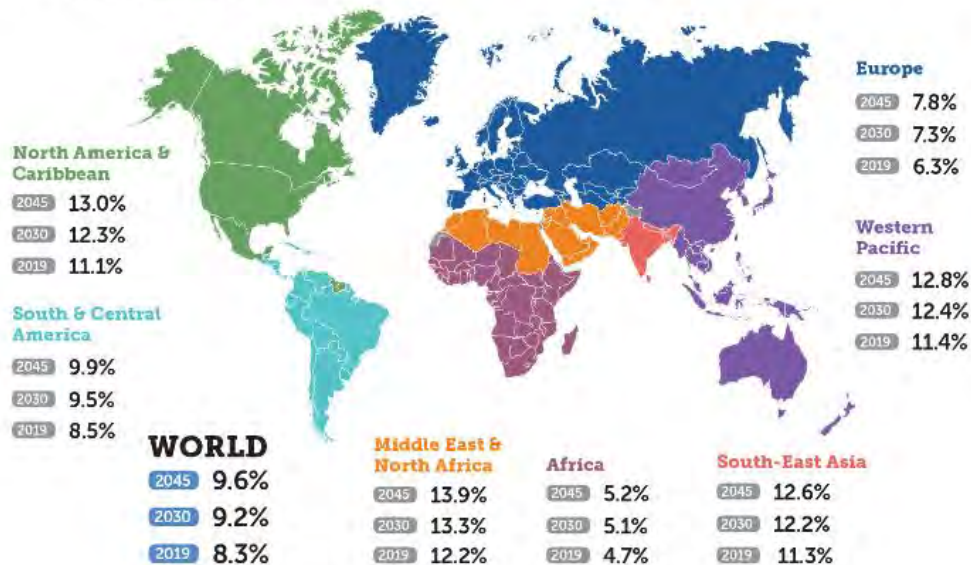 North America &
Caribbean
2045 13.0%
2030 12.3%
2019 11.1%
South & Central
America
2045 9.9%
2030 9.5%
2019 8.5%
WORLD
2045 9.6%
2030 9.2%
2019 8.3%
Middle East &
North Africa
2045 13.9%
2030 13.3%
2019 12.2%
Africa
2045 5.2%
2030 5.1%
2019 4.7%
South-East Asia
2045 12.6%
2030 12.2%
2019 11.3%
Europe
2045 7.8%
2030 7.3%
2019 6.3%
Western
Pacific
2045 12.8%
2030 12.4%
2019 11.4%